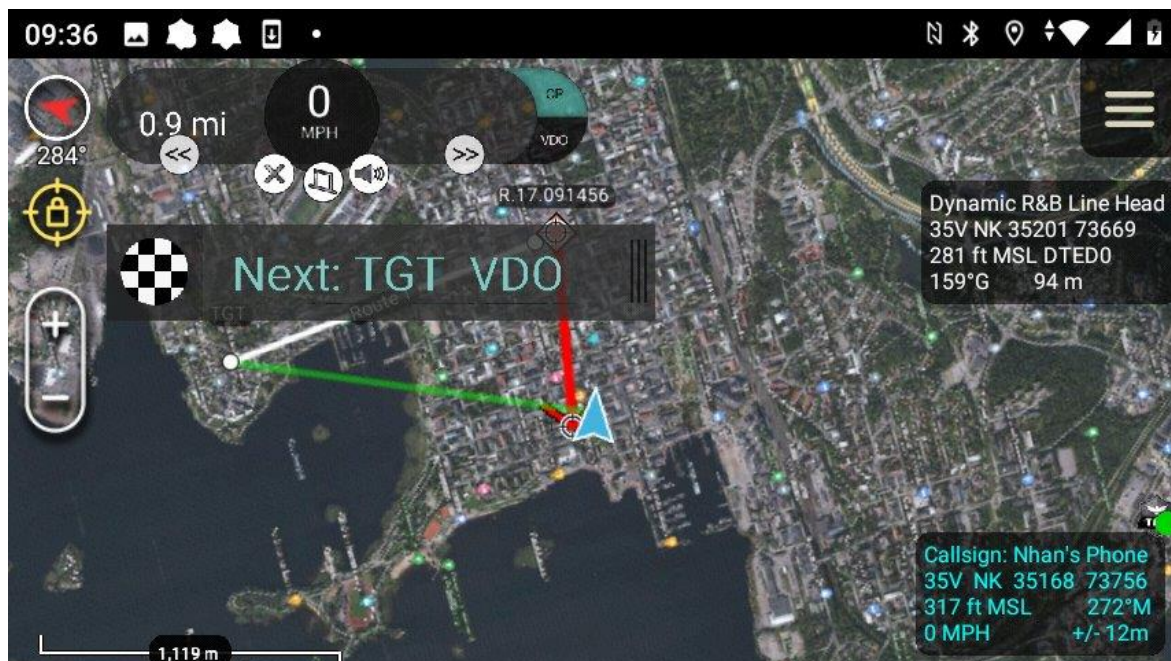 09:36
0.9 mi
0
MPH
CP
VDO
284°
<<
>>
R.17.091456
Next: TGT VDO
TGT
Route 1
Dynamic R&B Line Head
35V NK 35201 73669
281 ft MSL DTED0
159°G 94 m
+
−
Callsign: Nhan's Phone
35V NK 35168 73756
317 ft MSL 272°M
0 MPH +/- 12m
1,119 m